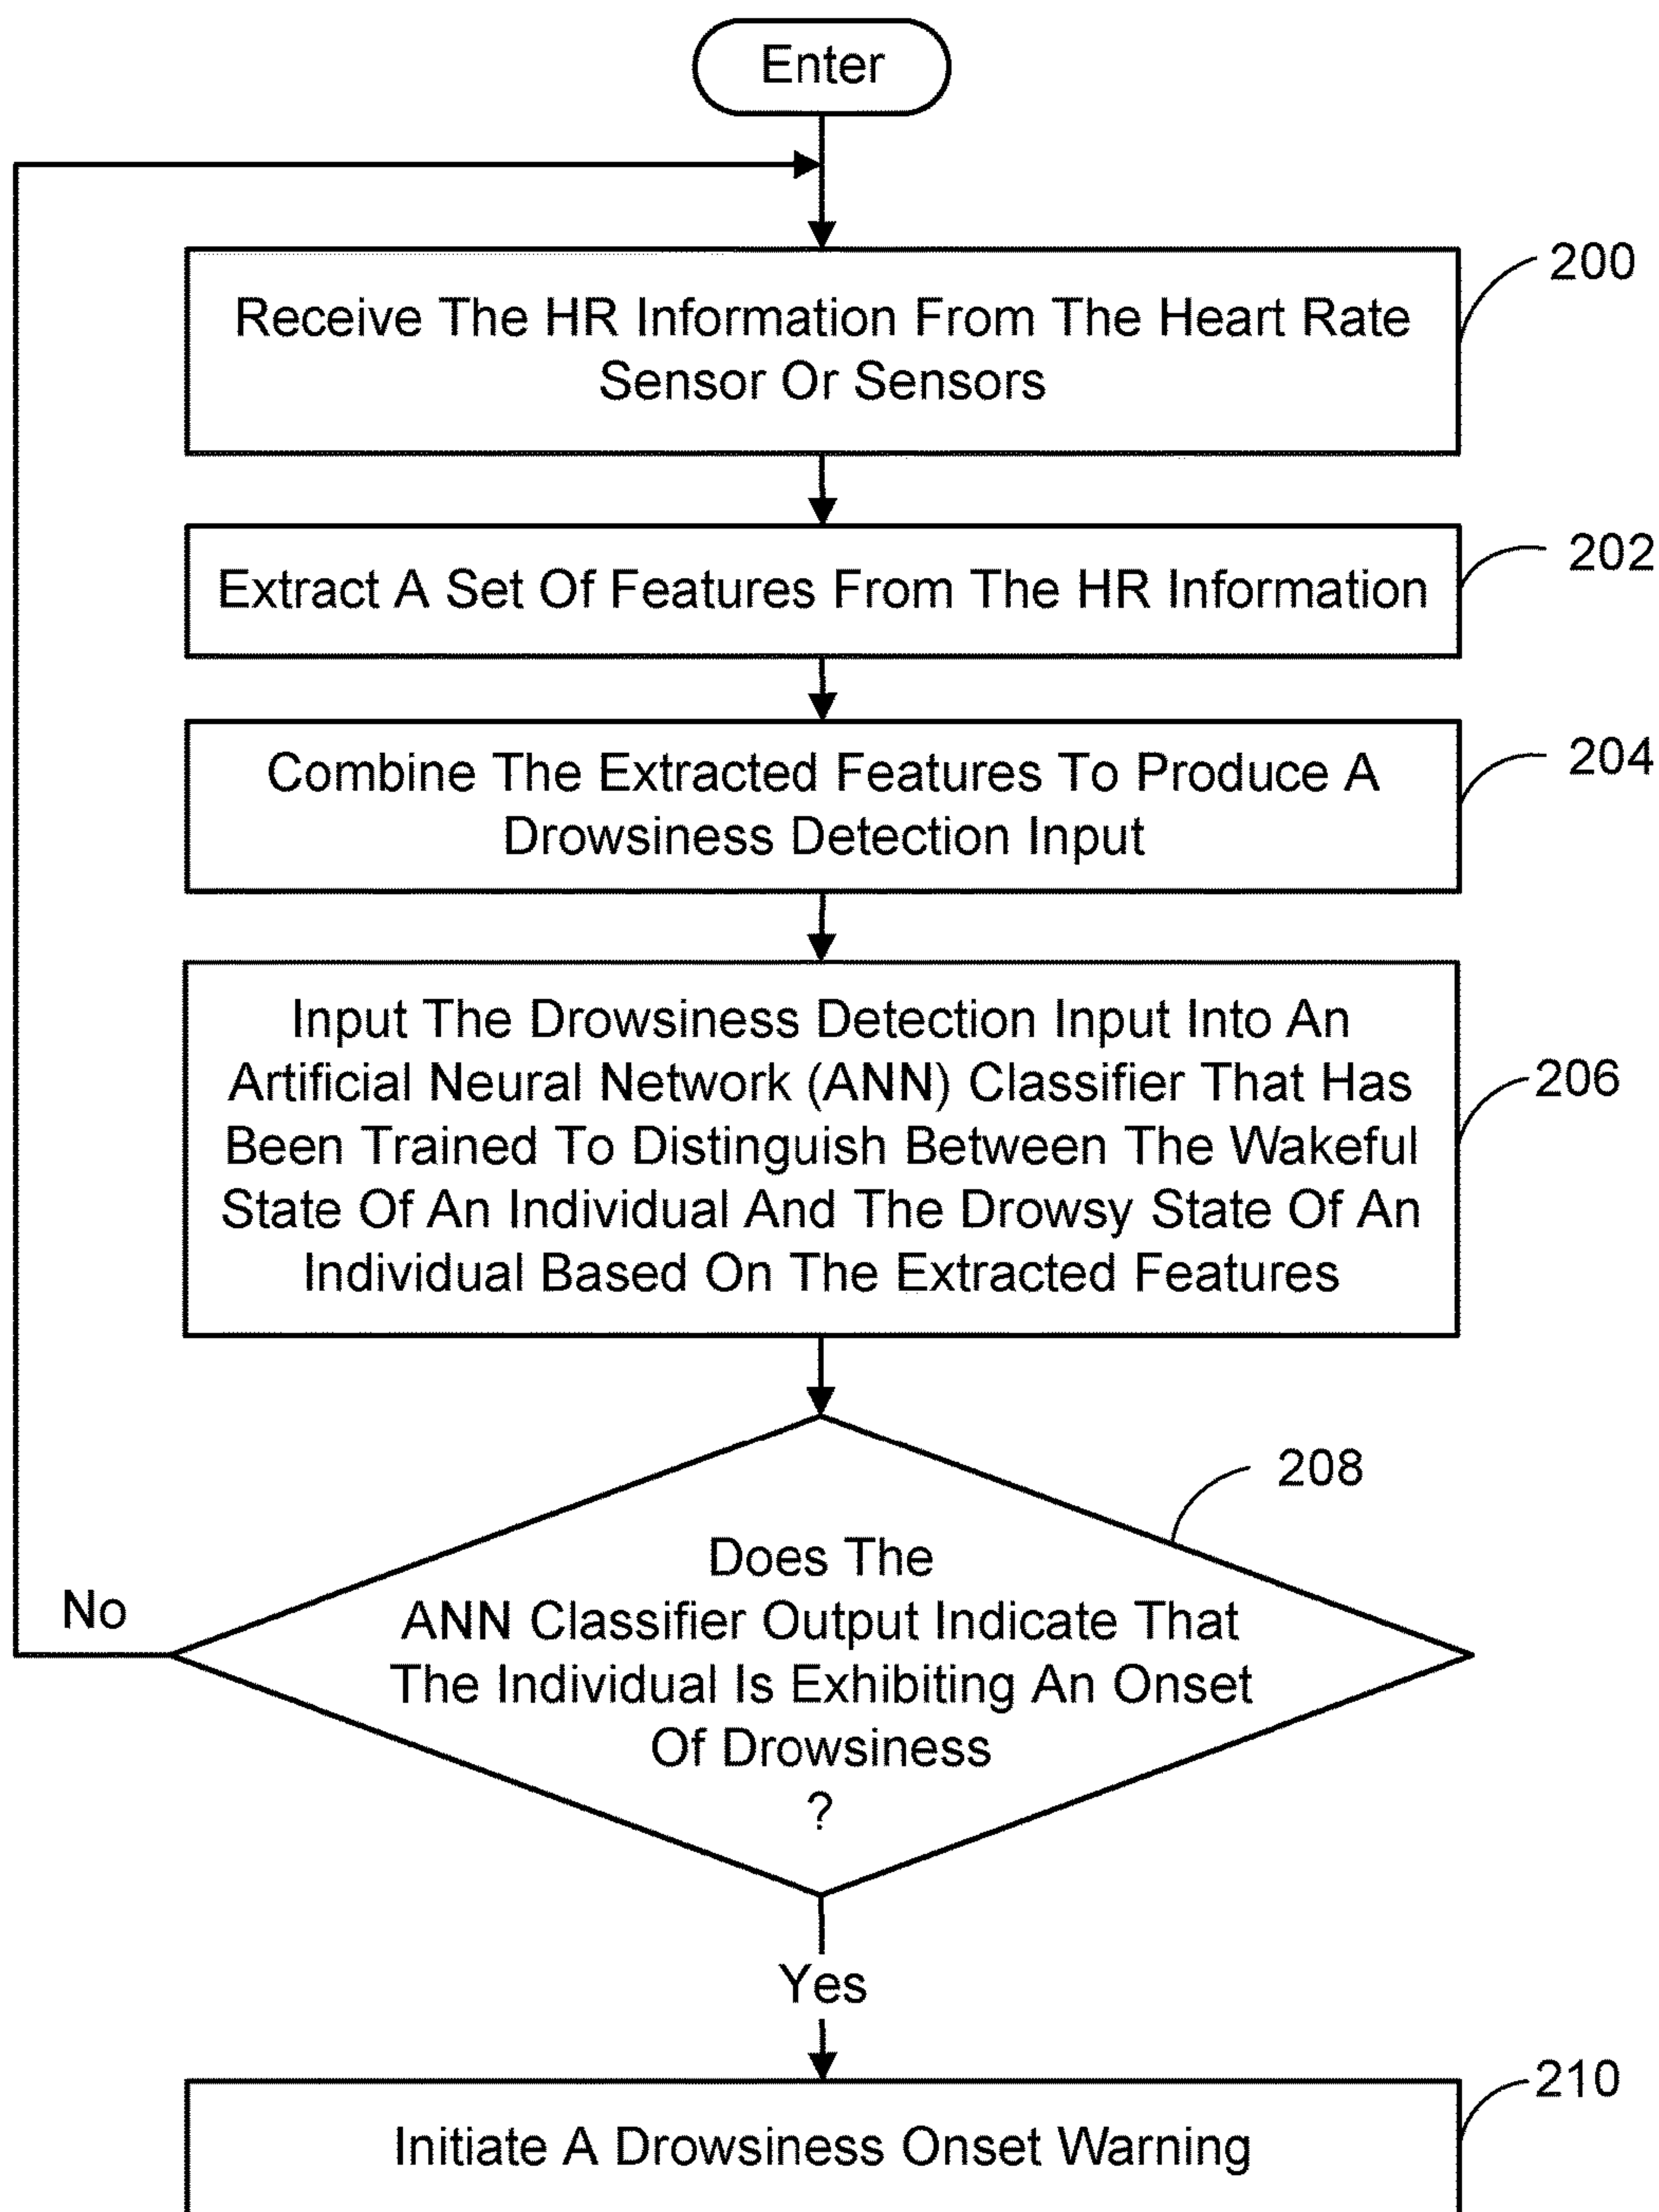 Enter
200
Receive The HR Information From The Heart Rate
Sensor Or Sensors
202
Extract A Set Of Features From The HR Information
204
Combine The Extracted Features To Produce A
Drowsiness Detection Input
Input The Drowsiness Detection Input Into An
Artificial Neural Network (ANN) Classifier That Has
206
Been Trained To Distinguish Between The Wakeful
State Of An Individual And The Drowsy State Of An
Individual Based On The Extracted Features
208
Does The
No
ANN Classifier Output Indicate That
The Individual Is Exhibiting An Onset
Of Drowsiness
?
Yes
210
Initiate A Drowsiness Onset Warning